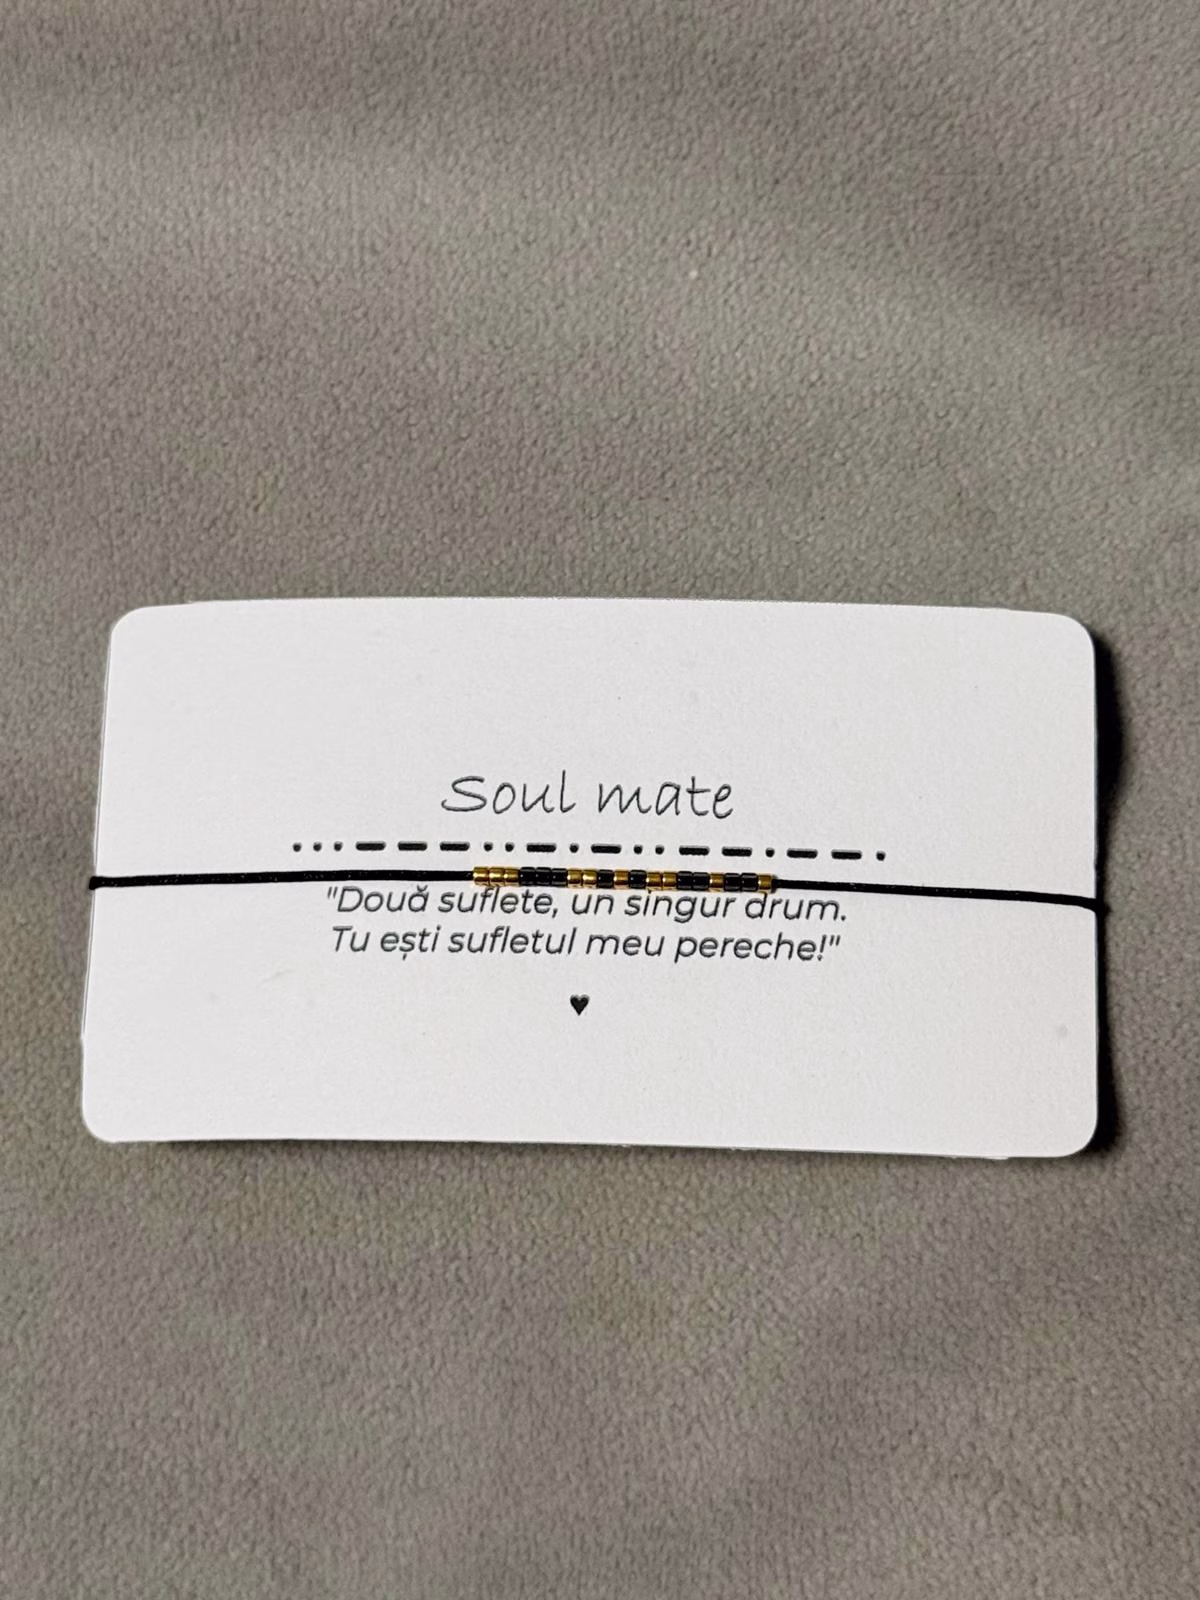 Soul mate
... --- ..- .-.. -- .- - .
"Două suflete, un singur drum.
Tu ești sufletul meu pereche!"
♥